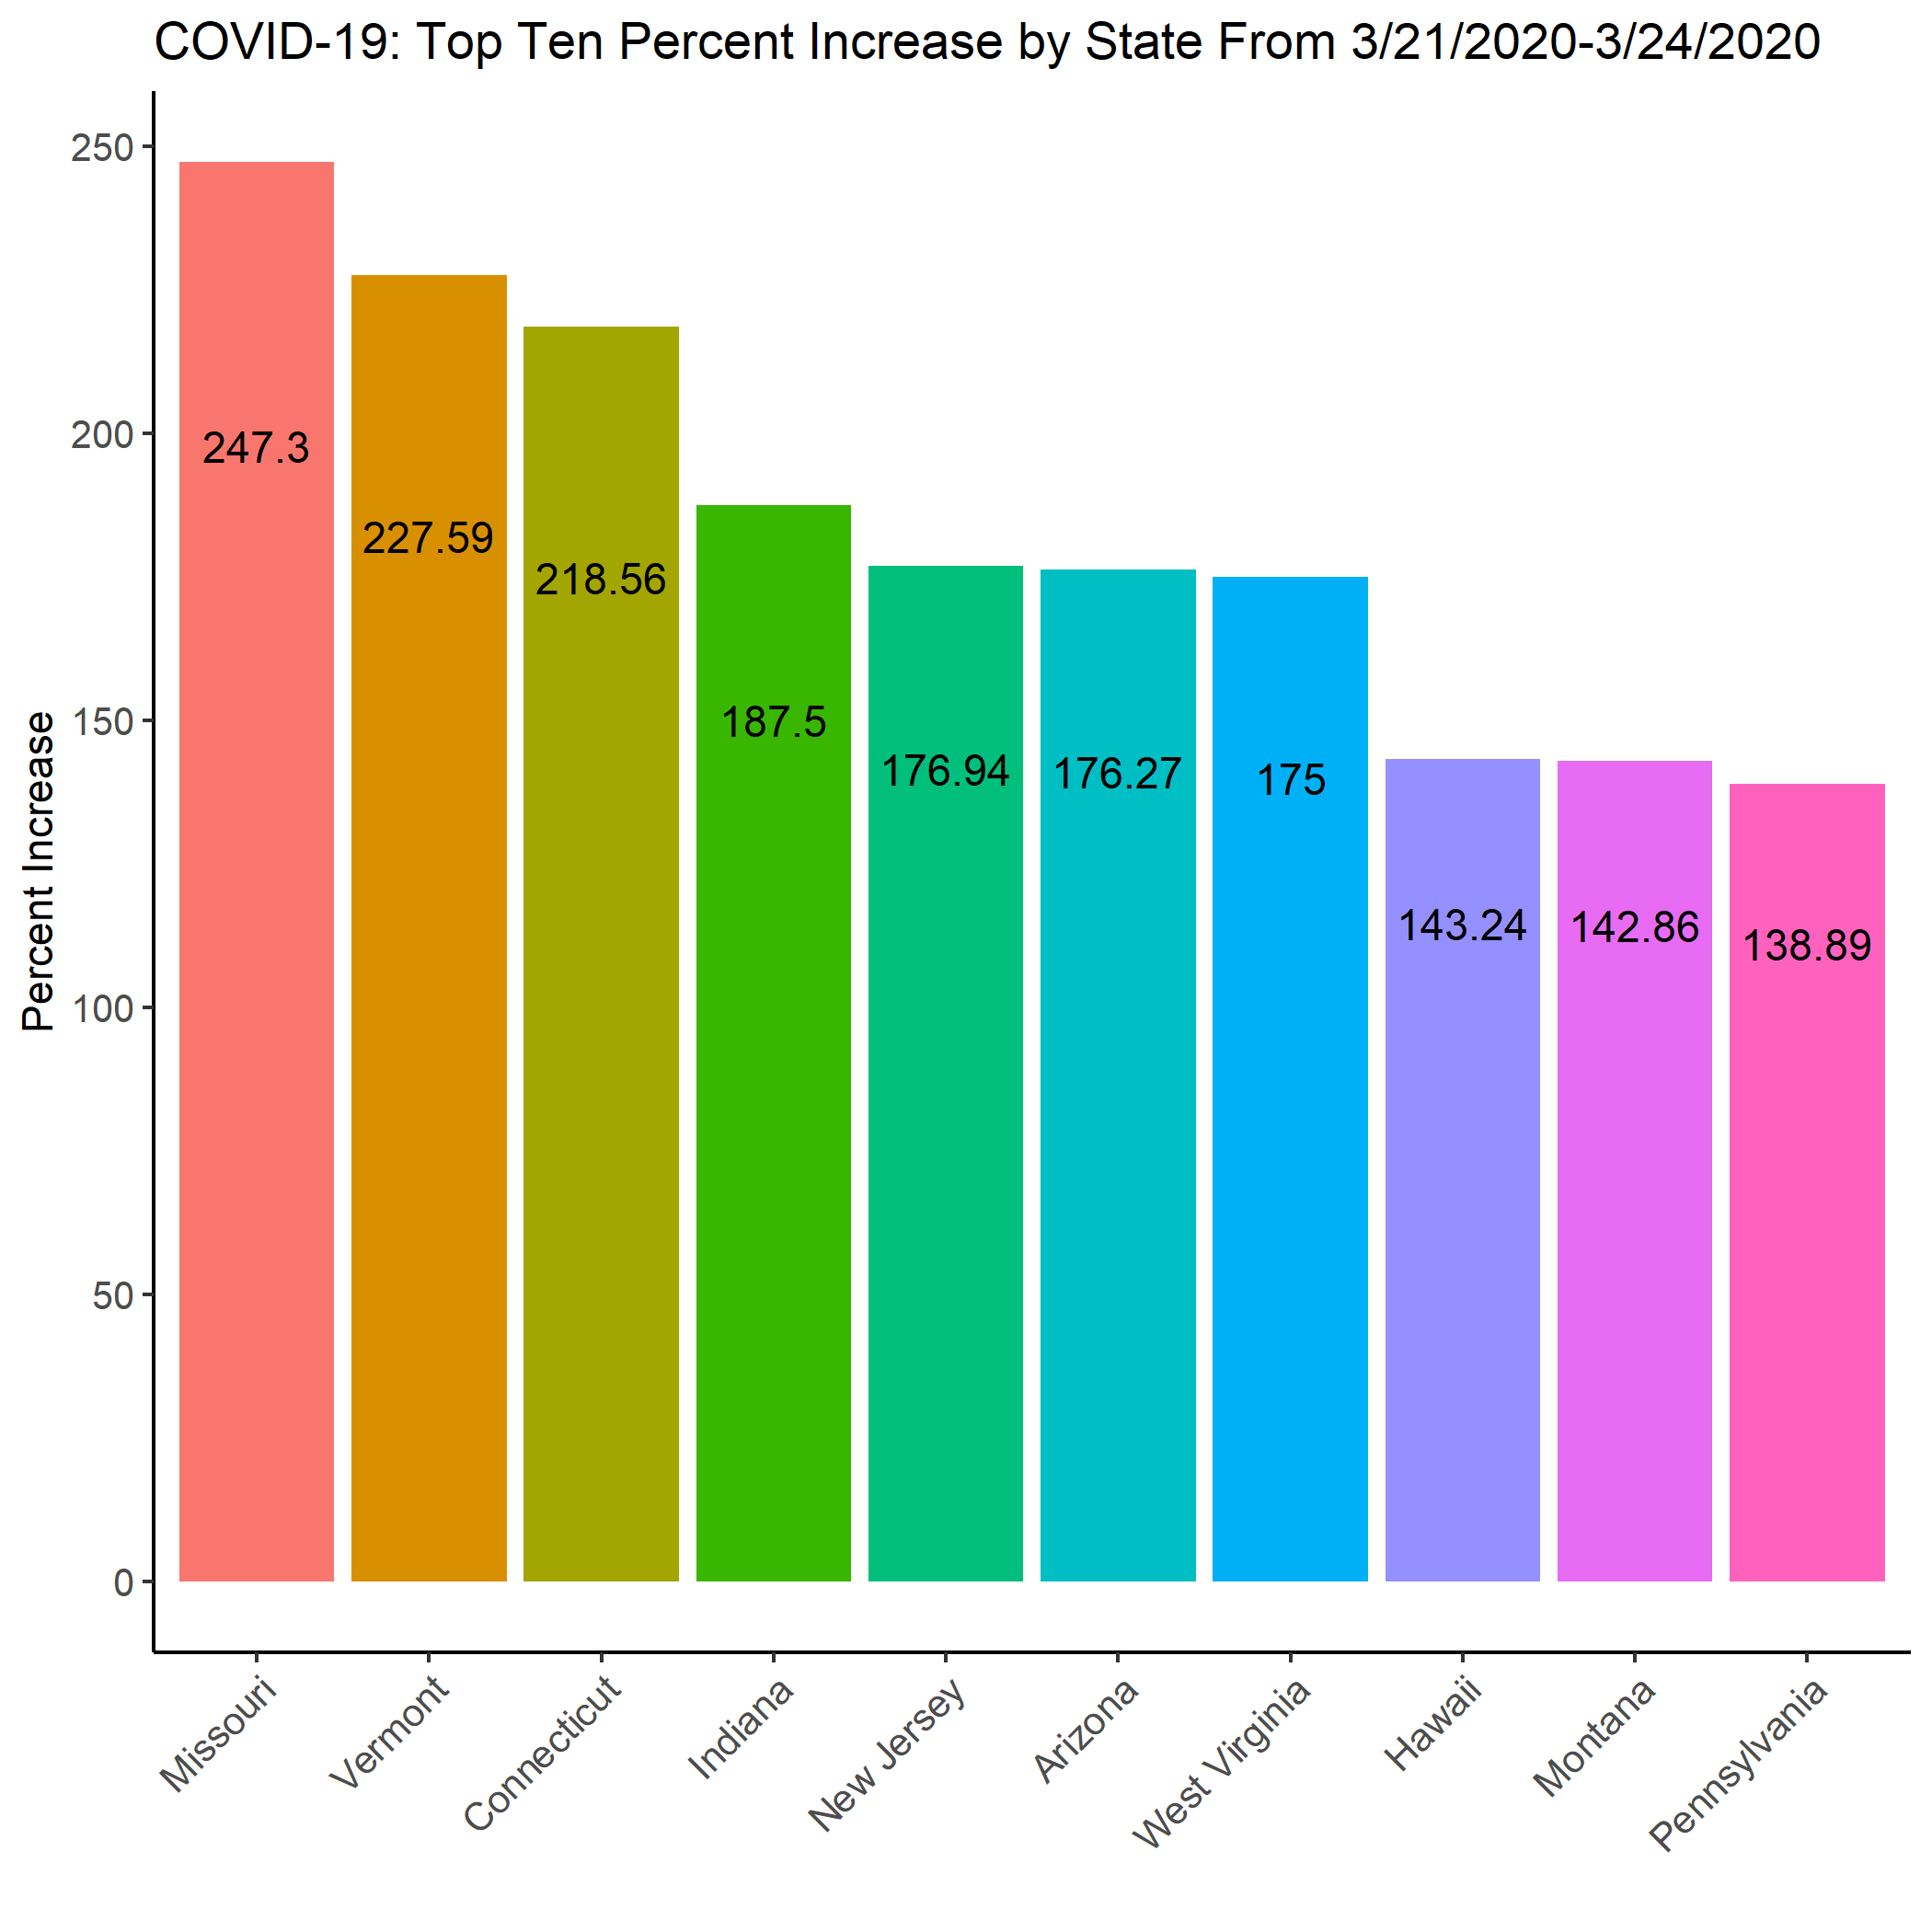 COVID-19: Top Ten Percent Increase by State From 3/21/2020-3/24/2020
Percent Increase
250
200
150
100
50
0
247.3
227.59
218.56
187.5
176.94
176.27
175
143.24
142.86
138.89
Missouri
Vermont
Connecticut
Indiana
New Jersey
Arizona
West Virginia
Hawaii
Montana
Pennsylvania